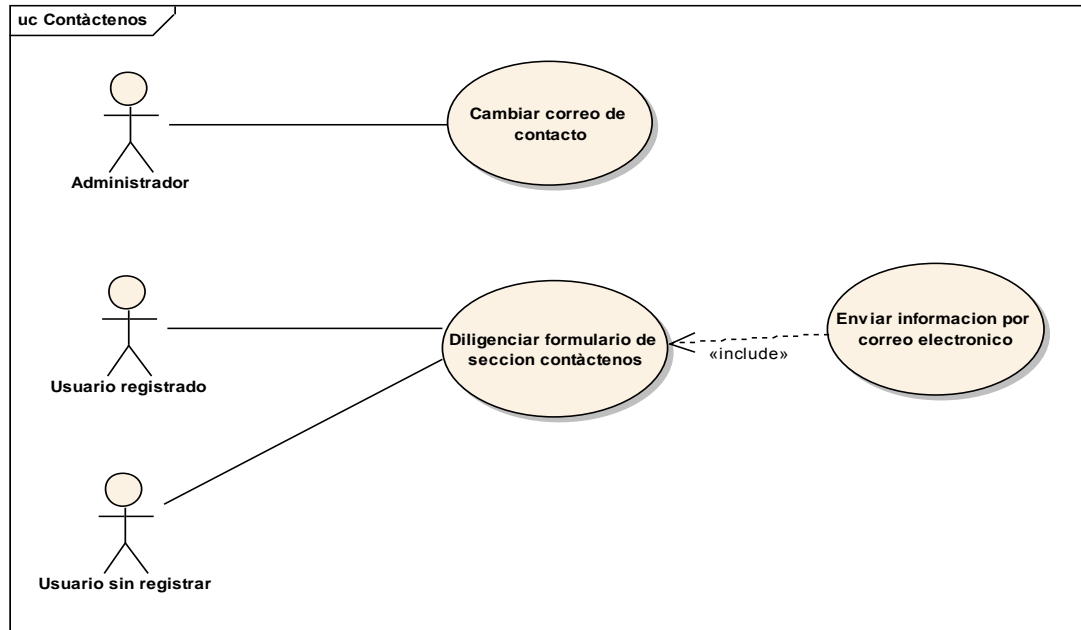 uc Contàctenos
Cambiar correo de
contacto
Administrador
Diligenciar formulario de
seccion contàctenos
Enviar informacion por
correo electronico
«include»
Usuario registrado
Usuario sin registrar